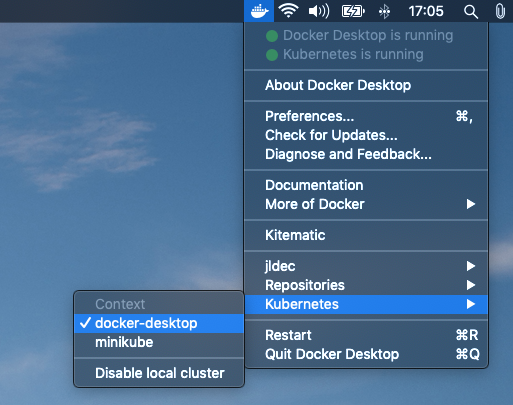 17:05
Docker Desktop is running
Kubernetes is running
About Docker Desktop
Preferences... ⌘,
Check for Updates...
Diagnose and Feedback...
Documentation
More of Docker
Kitematic
jldec
Repositories
Kubernetes
Context
✓ docker-desktop
minikube
Disable local cluster
Restart ⌘R
Quit Docker Desktop ⌘Q